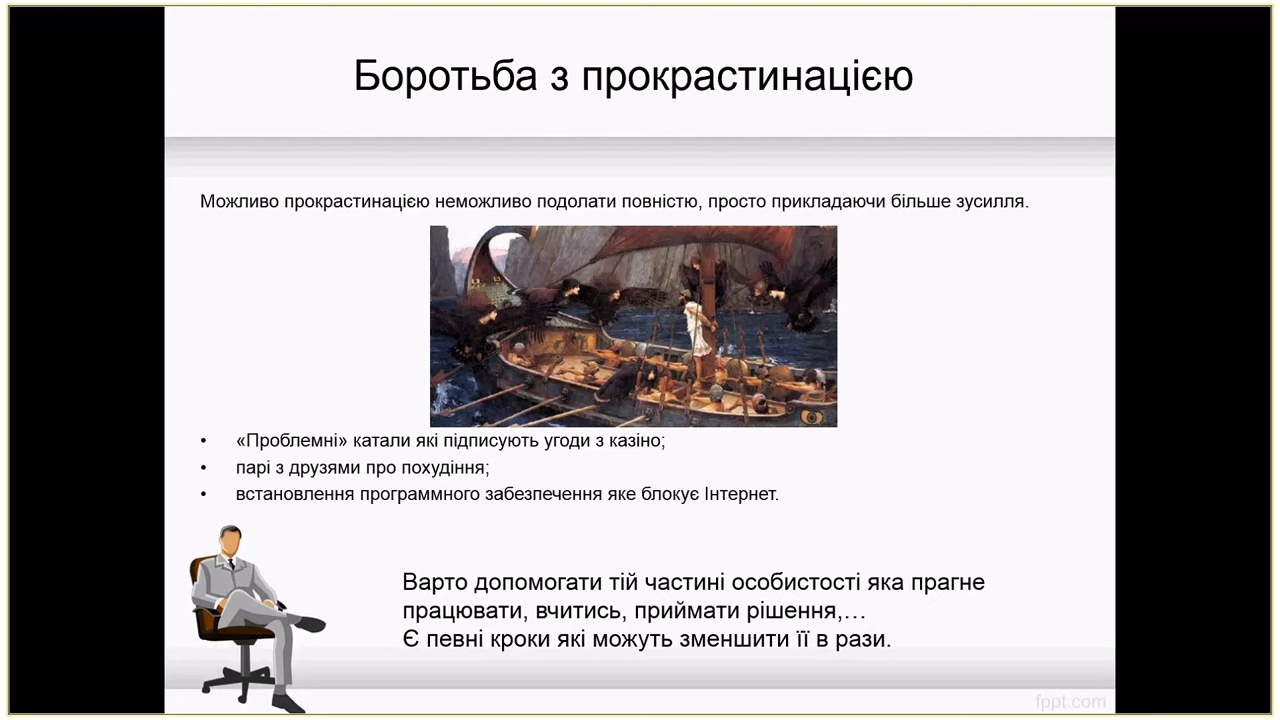 Боротьба з прокрастинацією
Можливо прокрастинацією неможливо подолати повністю, просто прикладаючи більше зусилля.
• «Проблемні» катали які підписують угоди з казіно;
• парі з друзями про похудіння;
• встановлення программного забезпечення яке блокує Інтернет.
Варто допомогати тій частині особистості яка прагне
працювати, вчитись, приймати рішення,…
Є певні кроки які можуть зменшити її в рази.
fppt.com